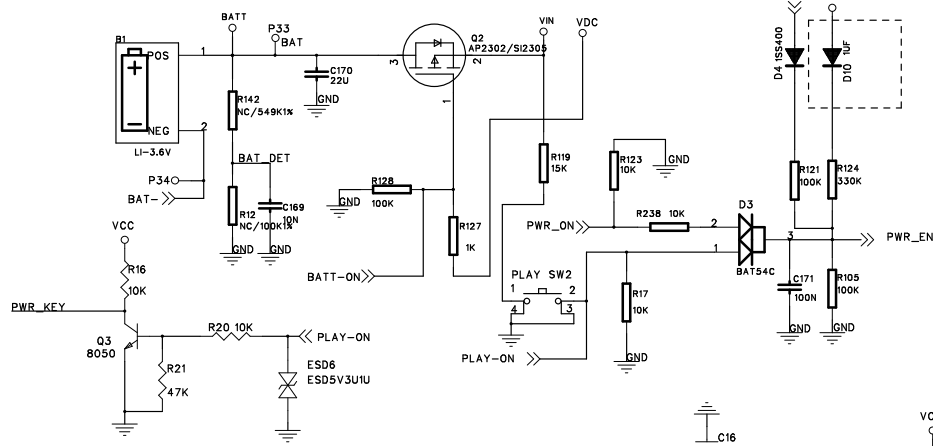 BATT
P33
BAT
B1
POS
1
NEG
2
LI-3.6V
P34
BAT-
R142
NC/549K1%
BAT_DET
R12
NC/100K1%
C169
10N
GND
GND
C170
22U
GND
3
Q2
AP2302/SI2305
2
1
VIN
VDC
R119
15K
R128
100K
GND
R127
1K
BATT-ON
R123
10K
GND
PWR_ON
R238 10K
2
1
D3
BAT54C
3
PWR_EN
D4 1SS400
D10 1UF
R121
100K
R124
330K
C171
100N
R105
100K
GND
GND
PLAY SW2
1
2
4
3
R17
10K
GND
PLAY-ON
VCC
R16
10K
PWR_KEY
Q3
8050
R20 10K
PLAY-ON
R21
47K
ESD6
ESD5V3U1U
C16
VC